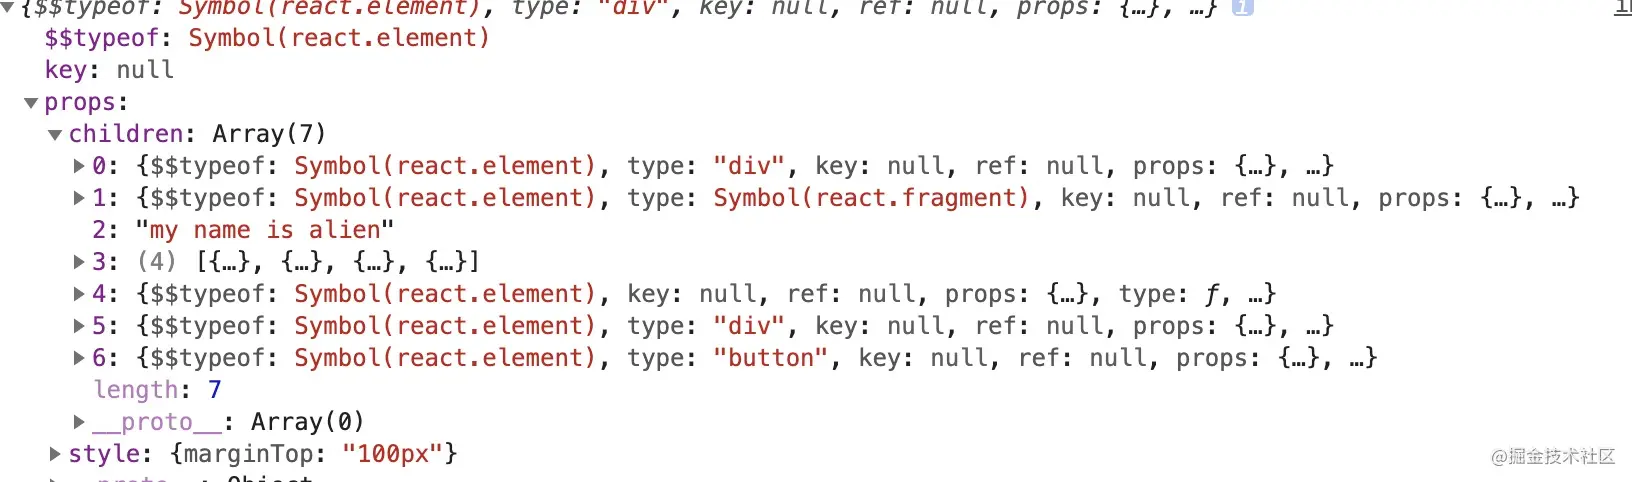 {$$typeof: Symbol(react.element), type: "div", key: null, ref: null, props: {…}, …} i
$$typeof: Symbol(react.element)
key: null
props:
children: Array(7)
0: {$$typeof: Symbol(react.element), type: "div", key: null, ref: null, props: {…}, …}
1: {$$typeof: Symbol(react.element), type: Symbol(react.fragment), key: null, ref: null, props: {…}, …}
2: "my name is alien"
3: (4) [{…}, {…}, {…}, {…}]
4: {$$typeof: Symbol(react.element), key: null, ref: null, props: {…}, type: ƒ, …}
5: {$$typeof: Symbol(react.element), type: "div", key: null, ref: null, props: {…}, …}
6: {$$typeof: Symbol(react.element), type: "button", key: null, ref: null, props: {…}, …}
length: 7
__proto__: Array(0)
style: {marginTop: "100px"}
__proto__: Object
@掘金技术社区